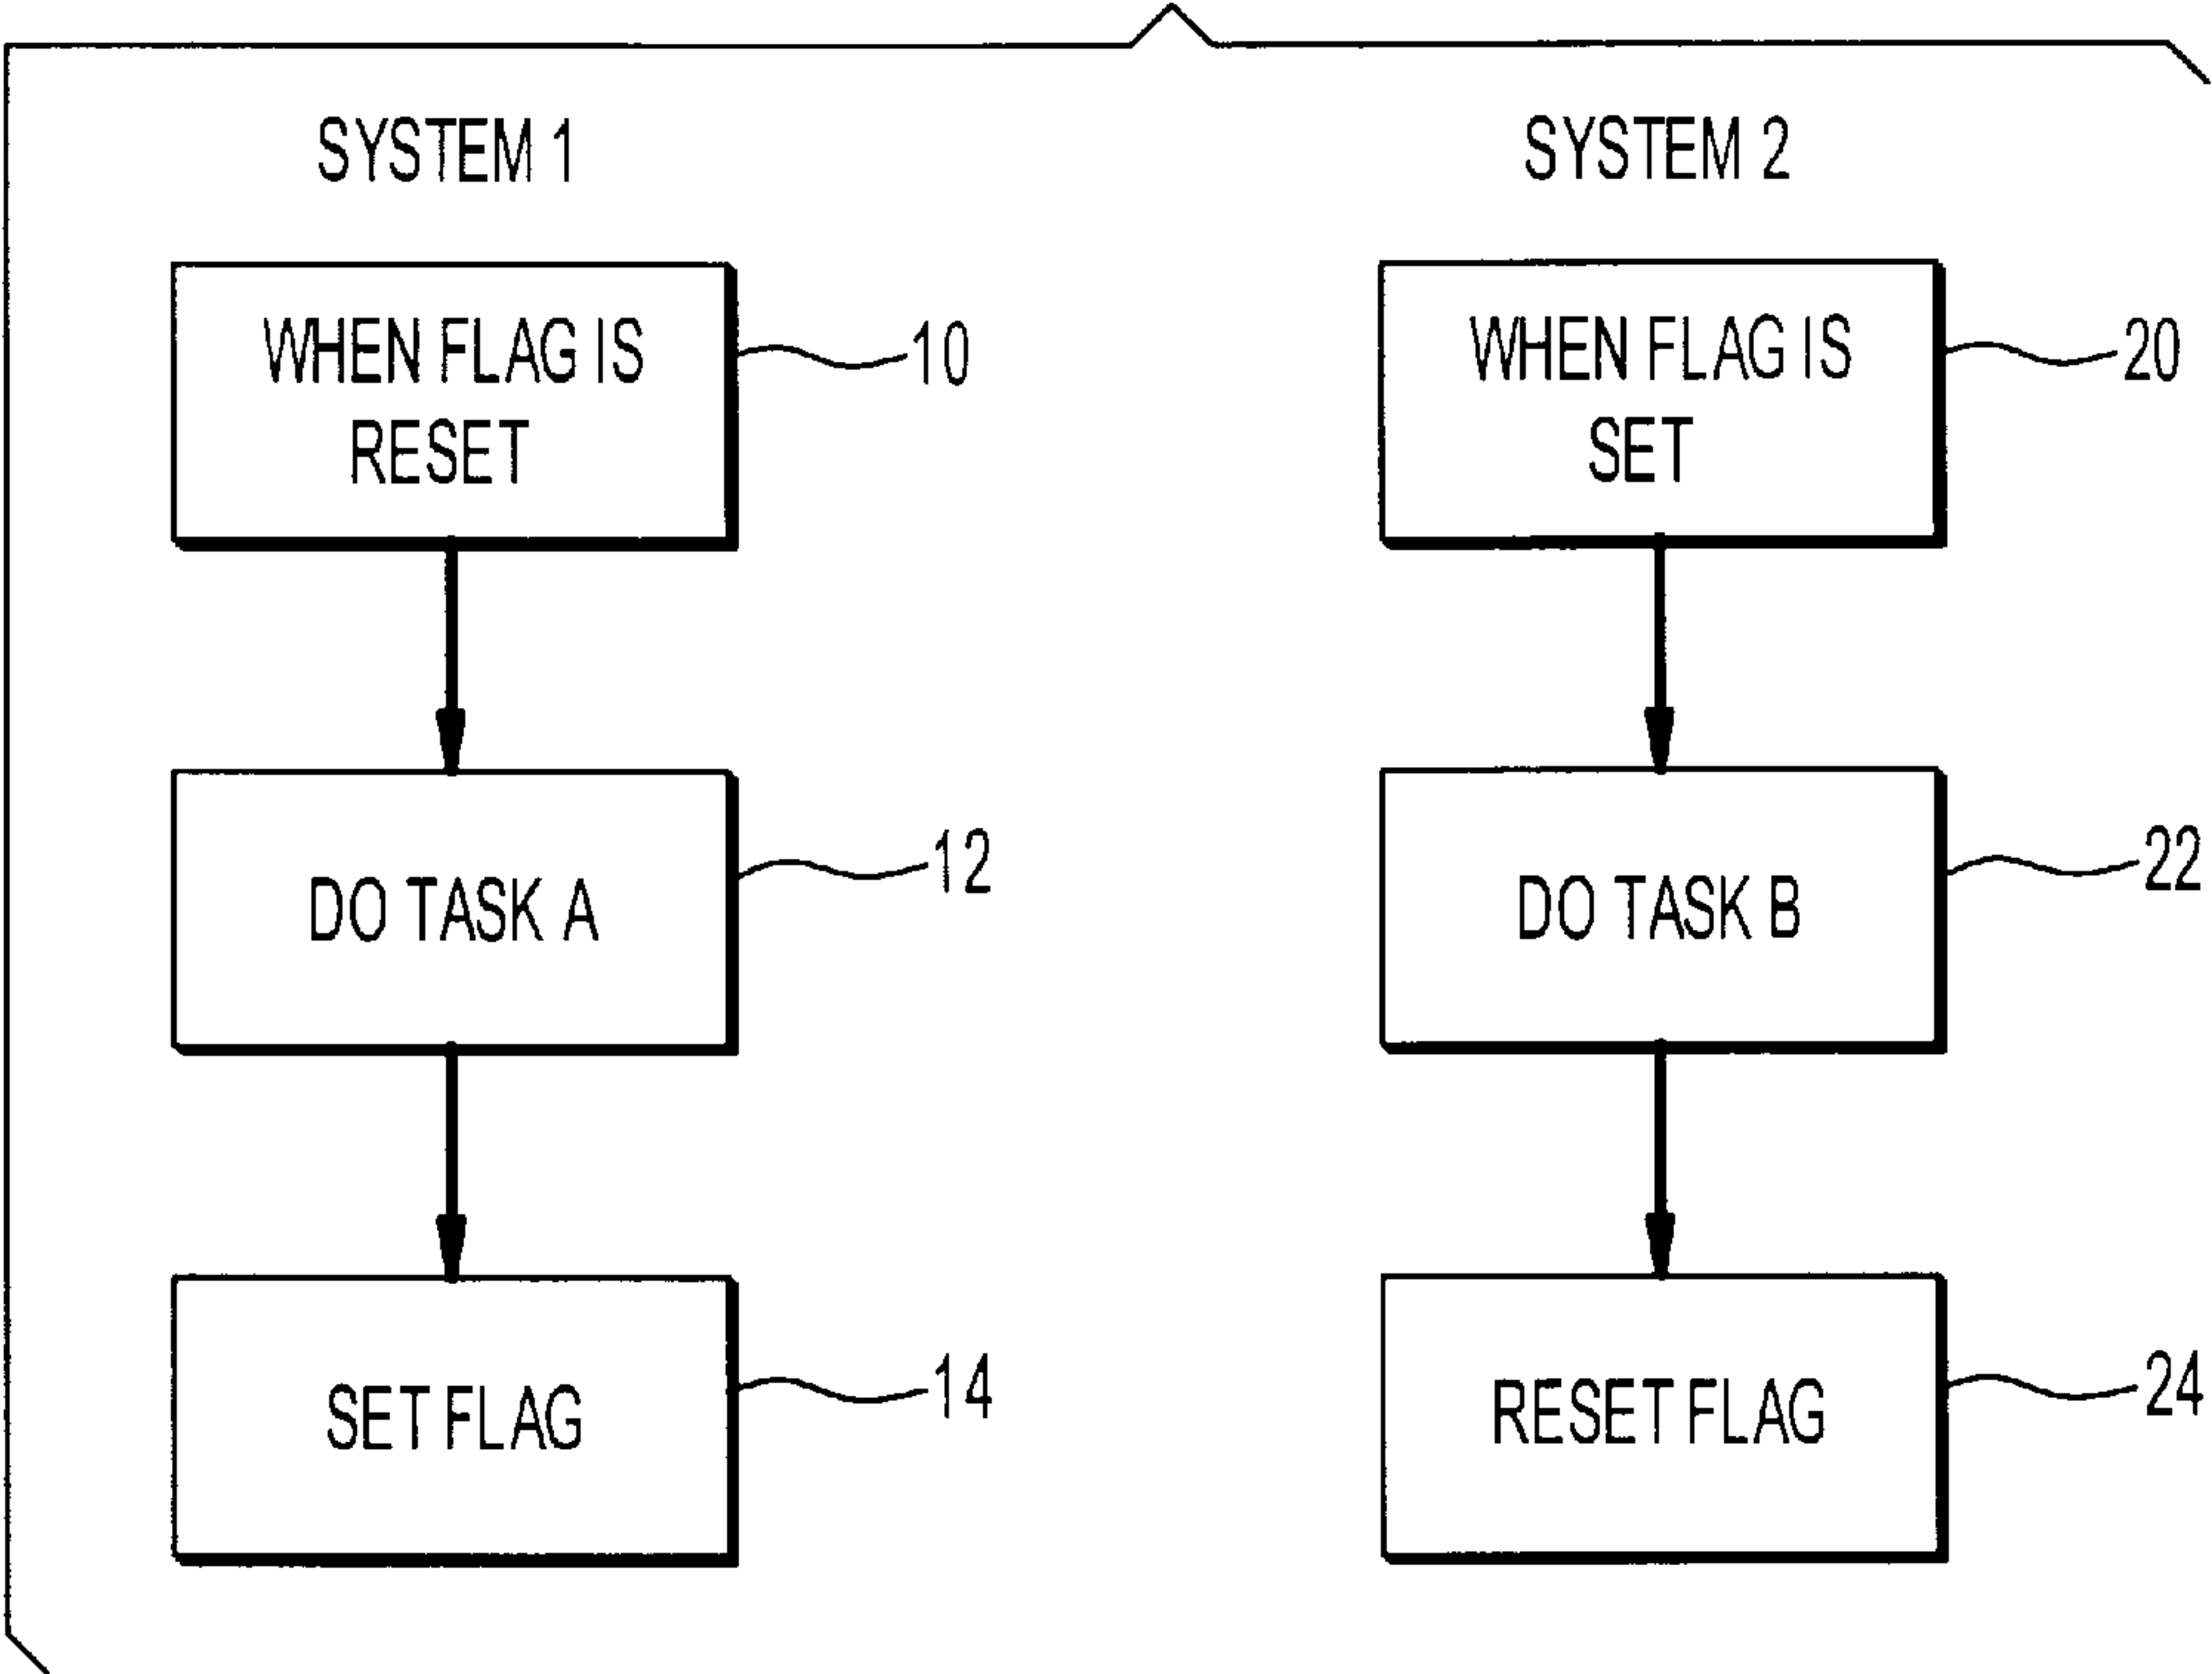 SYSTEM 1
WHEN FLAG IS
RESET
10
DO TASK A
12
SET FLAG
14
SYSTEM 2
WHEN FLAG IS
SET
20
DO TASK B
22
RESET FLAG
24